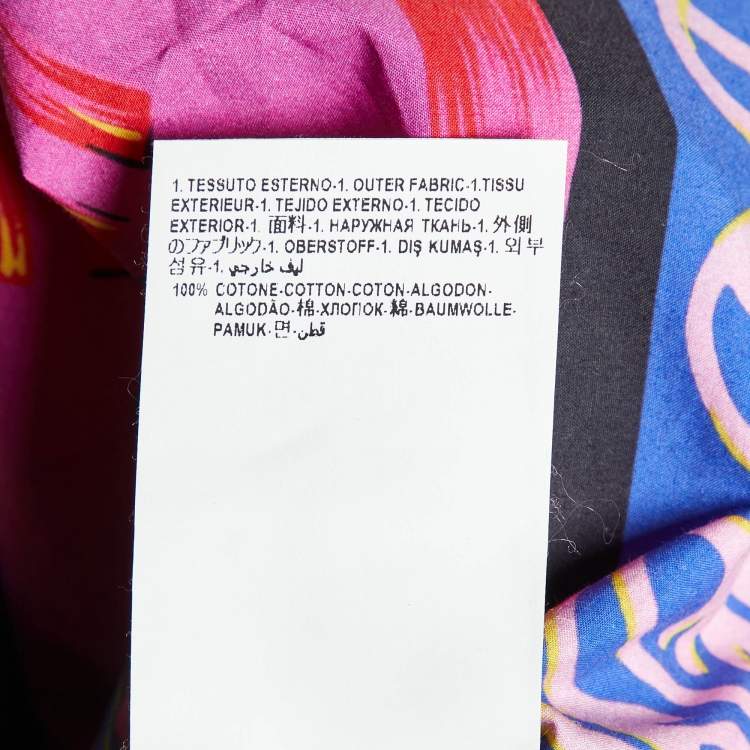 1. TESSUTO ESTERNO-1. OUTER FABRIC-1.TISSU
EXTERIEUR-1. TEJIDO EXTERNO-1. TECIDO
EXTERIOR-1. 面料-1. НАРУЖНАЯ ТКАНЬ-1. 外側
のファブリック-1. OBERSTOFF-1. DIŞ KUMAŞ-1. 외부
섬유-1. ليف خارجي
100% COTONE-COTTON-COTON-ALGODON-
ALGODÃO-棉-ХЛОПОК-綿-BAUMWOLLE-
PAMUK-면-قطن